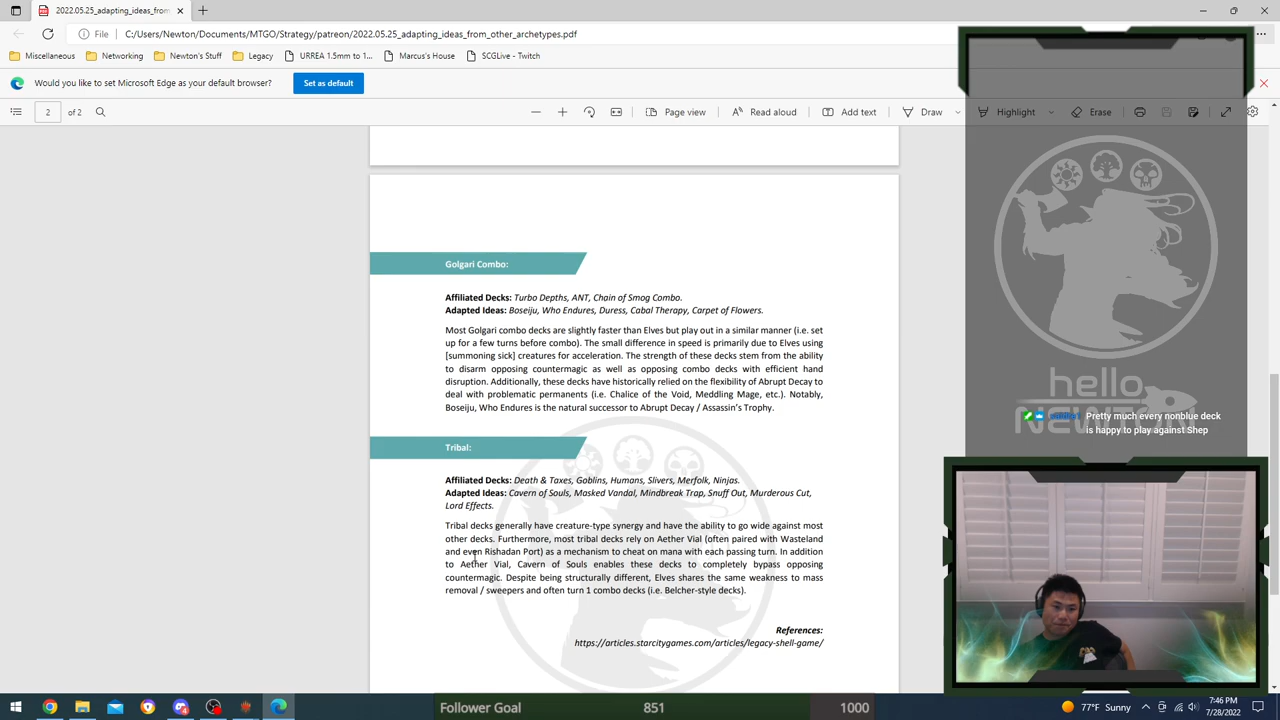 2022.05.25_adapting_ideas_from_
File
C:/Users/Newton/Documents/MTGO/Strategy/patreon/2022.05.25_adapting_ideas_from_other_archetypes.pdf
Miscellaneous
Networking
Newton's Stuff
Legacy
URREA 1.5mm to 1...
Marcus's House
SCGLive - Twitch
Would you like to set Microsoft Edge as your default browser?
Set as default
2
of 2
Page view
Read aloud
Add text
Draw
Highlight
Erase
Golgari Combo:
Affiliated Decks: Turbo Depths, ANT, Chain of Smog Combo.
Adapted Ideas: Boseiju, Who Endures, Duress, Cabal Therapy, Carpet of Flowers.
Most Golgari combo decks are slightly faster than Elves but play out in a similar manner (i.e. set
up for a few turns before combo). The small difference in speed is primarily due to Elves using
[summoning sick] creatures for acceleration. The strength of these decks stem from the ability
to disarm opposing countermagic as well as opposing combo decks with efficient hand
disruption. Additionally, these decks have historically relied on the flexibility of Abrupt Decay to
deal with problematic permanents (i.e. Chalice of the Void, Meddling Mage, etc.). Notably,
Boseiju, Who Endures is the natural successor to Abrupt Decay / Assassin's Trophy.
Tribal:
Affiliated Decks: Death & Taxes, Goblins, Humans, Slivers, Merfolk, Ninjas.
Adapted Ideas: Cavern of Souls, Masked Vandal, Mindbreak Trap, Snuff Out, Murderous Cut,
Lord Effects.
Tribal decks generally have creature-type synergy and have the ability to go wide against most
other decks. Furthermore, most tribal decks rely on Aether Vial (often paired with Wasteland
and even Rishadan Port) as a mechanism to cheat on mana with each passing turn. In addition
to Aether Vial, Cavern of Souls enables these decks to completely bypass opposing
countermagic. Despite being structurally different, Elves shares the same weakness to mass
removal / sweepers and often turn 1 combo decks (i.e. Belcher-style decks).
References:
https://articles.starcitygames.com/articles/legacy-shell-game/
hello
NEWTON
Pretty much every nonblue deck
is happy to play against Shep
Follower Goal
851
1000
77°F Sunny
7:46 PM
7/28/2022